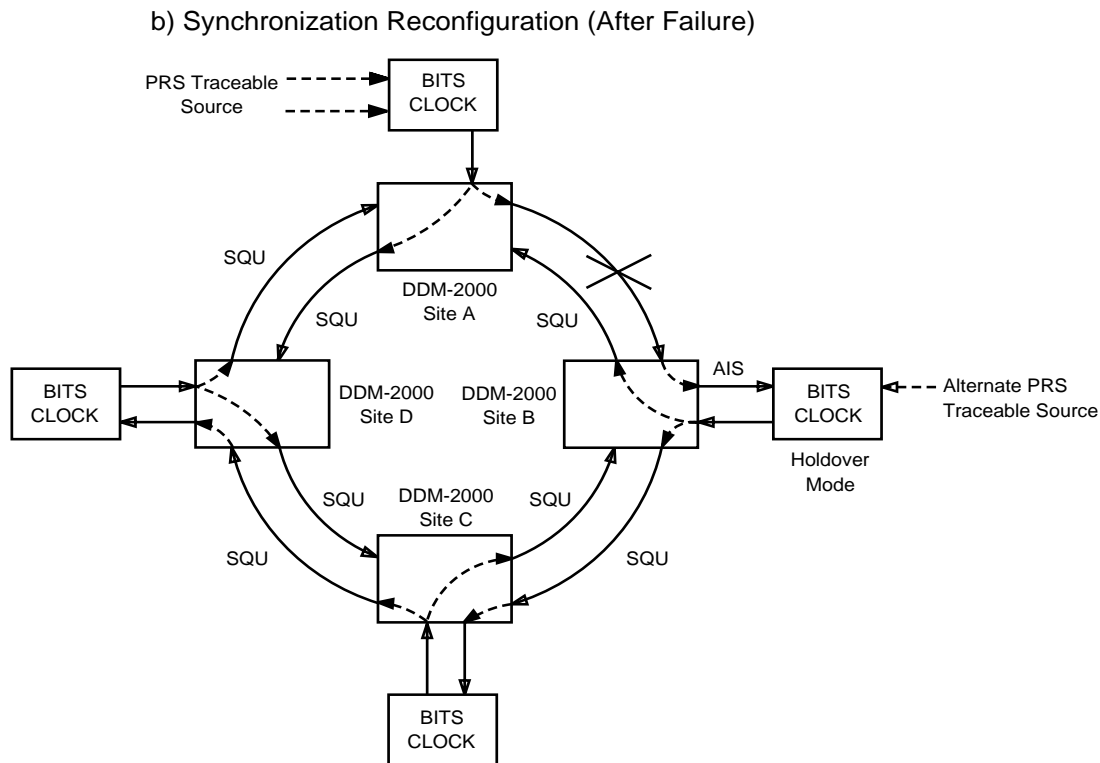 b) Synchronization Reconfiguration (After Failure)
PRS Traceable
Source
BITS
CLOCK
SQU
SQU
DDM-2000
Site A
SQU
BITS
CLOCK
DDM-2000
Site D
DDM-2000
Site B
AIS
BITS
CLOCK
Alternate PRS
Traceable Source
Holdover
Mode
SQU
DDM-2000
Site C
SQU
SQU
SQU
BITS
CLOCK